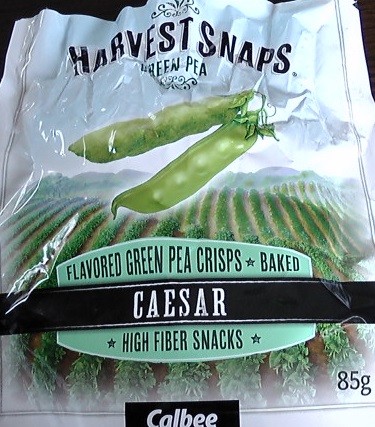 HARVEST SNAPS®
GREEN PEA
FLAVORED GREEN PEA CRISPS ☆ BAKED
CAESAR
☆ HIGH FIBER SNACKS ☆
85g
Calbee